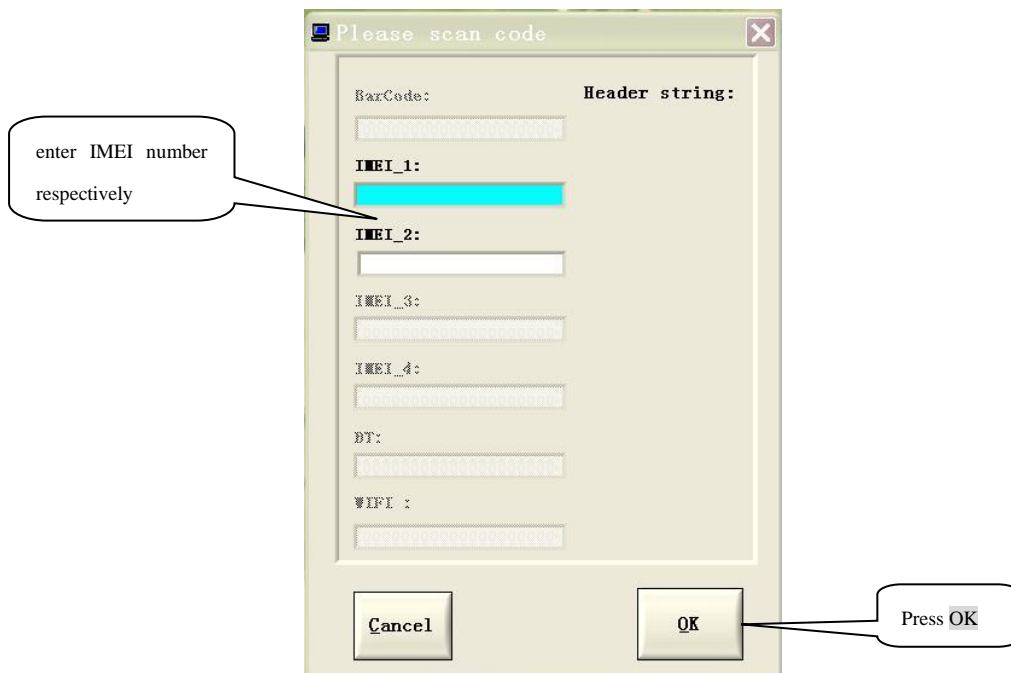 Please scan code
BarCode:
Header string:
enter IMEI number
respectively
IMEI_1:
IMEI_2:
IMEI_3:
IMEI_4:
BT:
WIFI :
Cancel
OK
Press OK